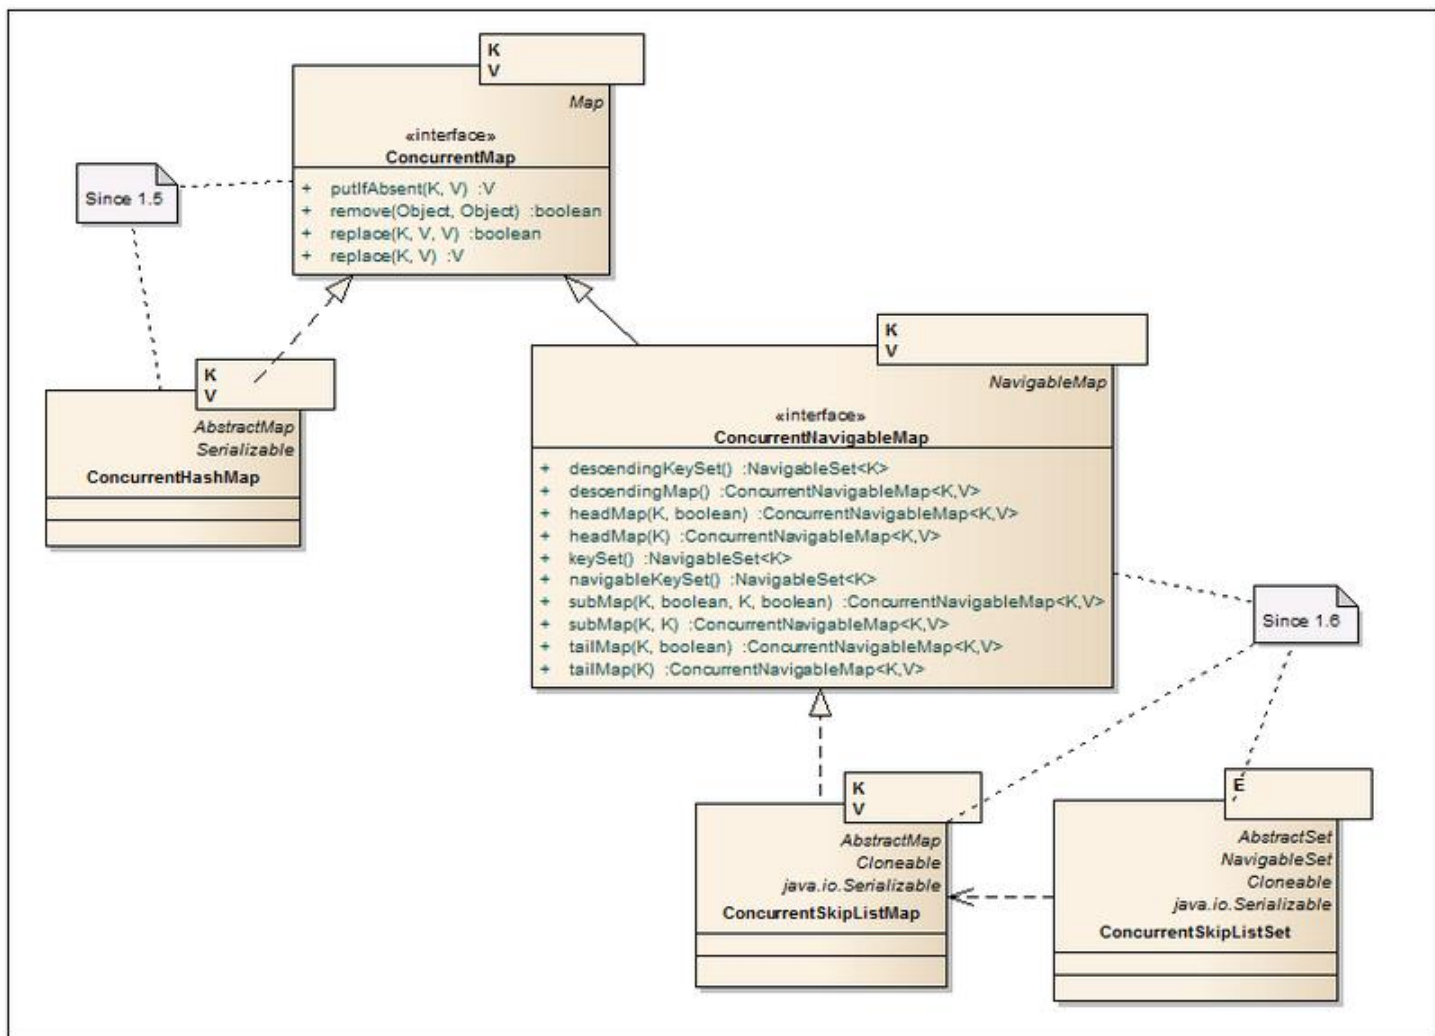 K
V
Map
«interface»
ConcurrentMap
+ putIfAbsent(K, V) :V
+ remove(Object, Object) :boolean
+ replace(K, V, V) :boolean
+ replace(K, V) :V
Since 1.5
K
V
AbstractMap
Serializable
ConcurrentHashMap
K
V
NavigableMap
«interface»
ConcurrentNavigableMap
+ descendingKeySet() :NavigableSet<K>
+ descendingMap() :ConcurrentNavigableMap<K,V>
+ headMap(K, boolean) :ConcurrentNavigableMap<K,V>
+ headMap(K) :ConcurrentNavigableMap<K,V>
+ keySet() :NavigableSet<K>
+ navigableKeySet() :NavigableSet<K>
+ subMap(K, boolean, K, boolean) :ConcurrentNavigableMap<K,V>
+ subMap(K, K) :ConcurrentNavigableMap<K,V>
+ tailMap(K, boolean) :ConcurrentNavigableMap<K,V>
+ tailMap(K) :ConcurrentNavigableMap<K,V>
Since 1.6
K
V
AbstractMap
Cloneable
java.io.Serializable
ConcurrentSkipListMap
E
AbstractSet
NavigableSet
Cloneable
java.io.Serializable
ConcurrentSkipListSet